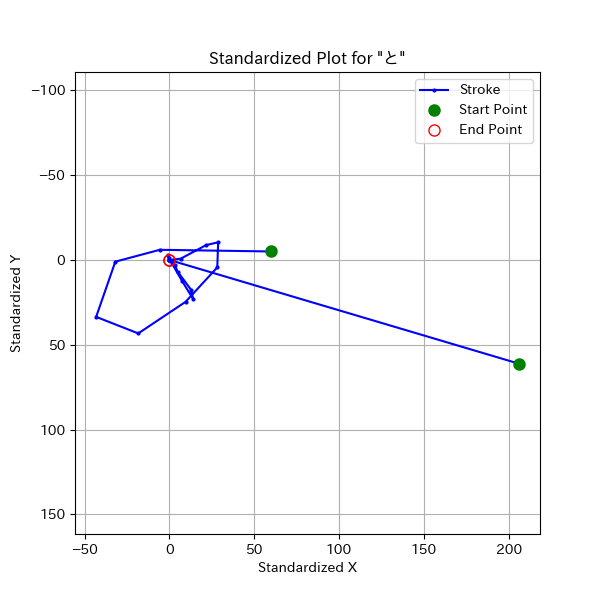 Standardized Plot for "と"
Stroke
Start Point
End Point
−100
−50
0
50
100
150
Standardized Y
−50
0
50
100
150
200
Standardized X